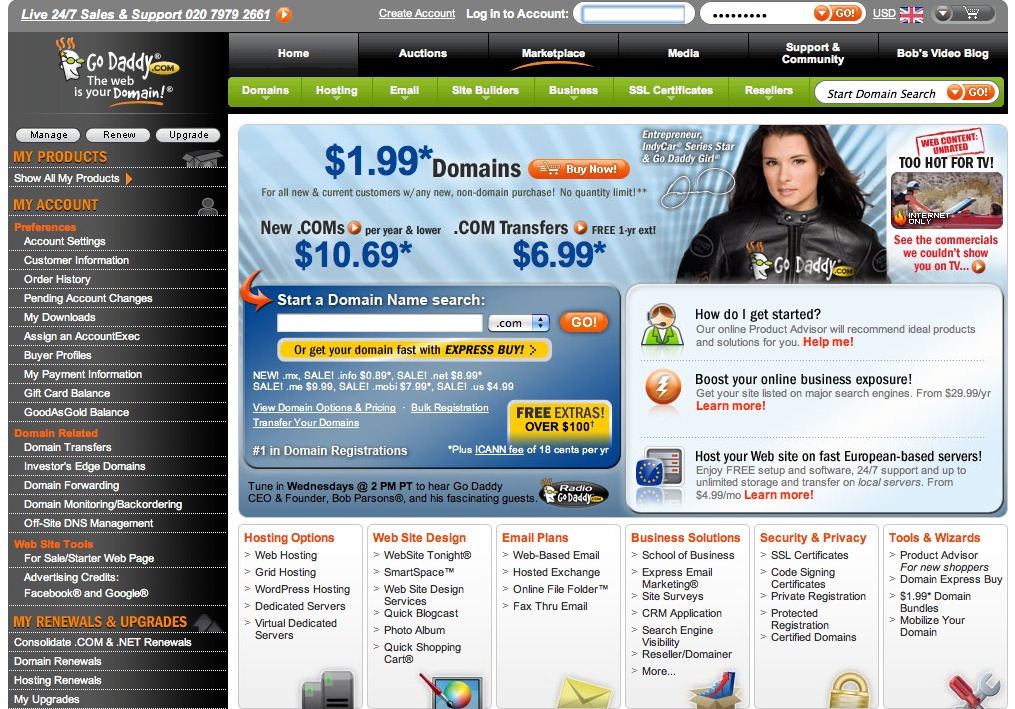 Live 24/7 Sales & Support 020 7979 2661
Create Account
Log in to Account:
GO!
USD
Go Daddy.COM
The web
is your Domain!®
Home
Auctions
Marketplace
Media
Support &
Community
Bob's Video Blog
Domains
Hosting
Email
Site Builders
Business
SSL Certificates
Resellers
Start Domain Search
GO!
Manage
Renew
Upgrade
MY PRODUCTS
Show All My Products
MY ACCOUNT
Preferences
Account Settings
Customer Information
Order History
Pending Account Changes
My Downloads
Assign an AccountExec
Buyer Profiles
My Payment Information
Gift Card Balance
GoodAsGold Balance
Domain Related
Domain Transfers
Investor's Edge Domains
Domain Forwarding
Domain Monitoring/Backordering
Off-Site DNS Management
Web Site Tools
For Sale/Starter Web Page
Advertising Credits:
Facebook® and Google®
MY RENEWALS & UPGRADES
Consolidate .COM & .NET Renewals
Domain Renewals
Hosting Renewals
My Upgrades
$1.99* Domains
Buy Now!
For all new & current customers w/any new, non-domain purchase! No quantity limit!**
New .COMs per year & lower
$10.69*
.COM Transfers FREE 1-yr ext!
$6.99*
Entrepreneur,
IndyCar® Series Star
& Go Daddy Girl®
Go Daddy.COM
WEB CONTENT:
UNRATED
TOO HOT FOR TV!
INTERNET
ONLY
See the commercials
we couldn't show
you on TV...
Start a Domain Name search:
.com
GO!
Or get your domain fast with EXPRESS BUY! >
NEW! .mx, SALE! .info $0.89*, SALE! .net $8.99*
SALE! .me $9.99, SALE! .mobi $7.99*, SALE! .us $4.99
View Domain Options & Pricing · Bulk Registration
Transfer Your Domains
FREE EXTRAS!
OVER $100†
#1 in Domain Registrations
*Plus ICANN fee of 18 cents per yr
Tune in Wednesdays @ 2 PM PT to hear Go Daddy
CEO & Founder, Bob Parsons®, and his fascinating guests.
Radio
Go Daddy.COM
How do I get started?
Our online Product Advisor will recommend ideal products
and solutions for you. Help me!
Boost your online business exposure!
Get your site listed on major search engines. From $29.99/yr
Learn more!
Host your Web site on fast European-based servers!
Enjoy FREE setup and software, 24/7 support and up to
unlimited storage and transfer on local servers. From
$4.99/mo Learn more!
Hosting Options
> Web Hosting
> Grid Hosting
> WordPress Hosting
> Dedicated Servers
> Virtual Dedicated
Servers
Web Site Design
> WebSite Tonight®
> SmartSpace™
> Web Site Design
Services
> Quick Blogcast
> Photo Album
> Quick Shopping
Cart®
Email Plans
> Web-Based Email
> Hosted Exchange
> Online File Folder™
> Fax Thru Email
Business Solutions
> School of Business
> Express Email
Marketing®
> Site Surveys
> CRM Application
> Search Engine
Visibility
> Reseller/Domainer
> More...
Security & Privacy
> SSL Certificates
> Code Signing
Certificates
> Private Registration
> Protected
Registration
> Certified Domains
Tools & Wizards
> Product Advisor
For new shoppers
> Domain Express Buy
> $1.99* Domain
Bundles
> Mobilize Your
Domain